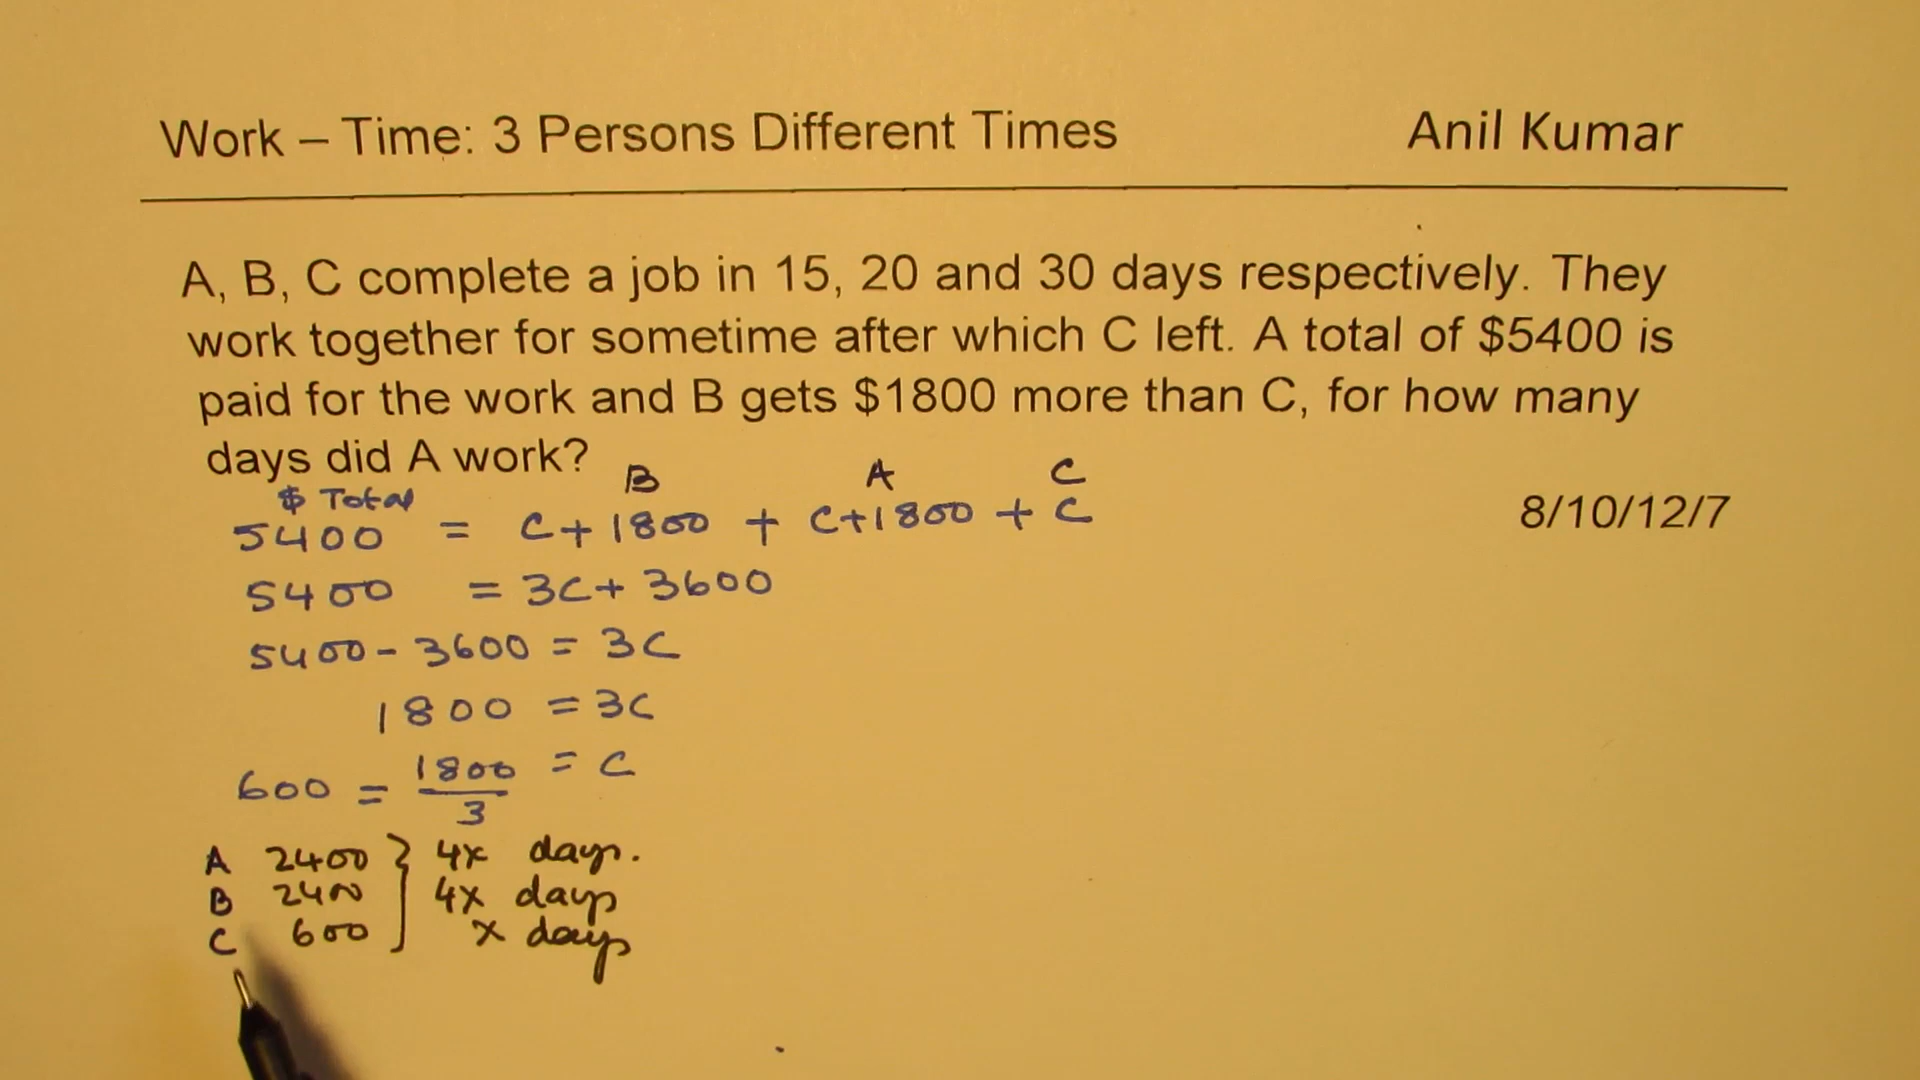 Work – Time: 3 Persons Different Times Anil Kumar
A, B, C complete a job in 15, 20 and 30 days respectively. They
work together for sometime after which C left. A total of $5400 is
paid for the work and B gets $1800 more than C, for how many
days did A work?
$ Total B A C
5400 = C + 1800 + C+1800 + C
8/10/12/7
5400 = 3C + 3600
5400 - 3600 = 3C
1800 = 3C
600 = 1800/3 = C
A 2400 } 4x days.
B 2400 4x days
C 600 x days